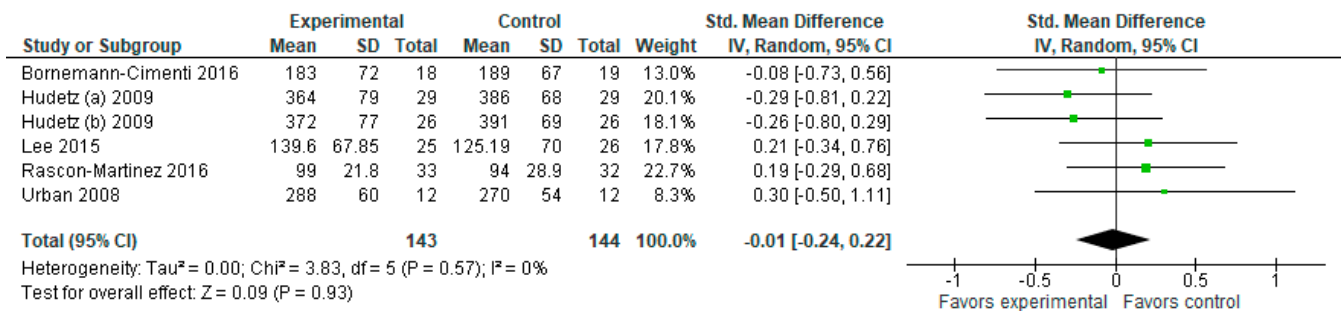 Experimental Control Std. Mean Difference Std. Mean Difference
Study or Subgroup Mean SD Total Mean SD Total Weight IV, Random, 95% CI IV, Random, 95% CI
Bornemann-Cimenti 2016 183 72 18 189 67 19 13.0% -0.08 [-0.73, 0.56]
Hudetz (a) 2009 364 79 29 386 68 29 20.1% -0.29 [-0.81, 0.22]
Hudetz (b) 2009 372 77 26 391 69 26 18.1% -0.26 [-0.80, 0.29]
Lee 2015 139.6 67.85 25 125.19 70 26 17.8% 0.21 [-0.34, 0.76]
Rascon-Martinez 2016 99 21.8 33 94 28.9 32 22.7% 0.19 [-0.29, 0.68]
Urban 2008 288 60 12 270 54 12 8.3% 0.30 [-0.50, 1.11]
Total (95% CI) 143 144 100.0% -0.01 [-0.24, 0.22]
Heterogeneity: Tau² = 0.00; Chi² = 3.83, df = 5 (P = 0.57); I² = 0%
Test for overall effect: Z = 0.09 (P = 0.93)
-1 -0.5 0 0.5 1
Favors experimental Favors control